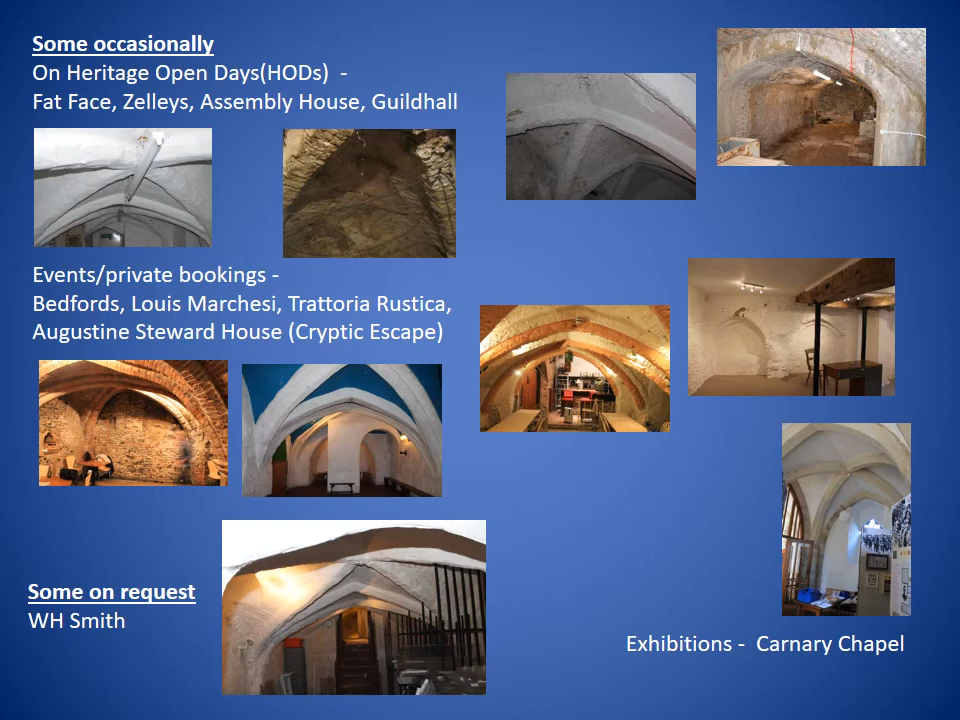 Some occasionally
On Heritage Open Days(HODs)  -
Fat Face, Zelleys, Assembly House, Guildhall
Events/private bookings -
Bedfords, Louis Marchesi, Trattoria Rustica,
Augustine Steward House (Cryptic Escape)
Some on request
WH Smith
Exhibitions -  Carnary Chapel